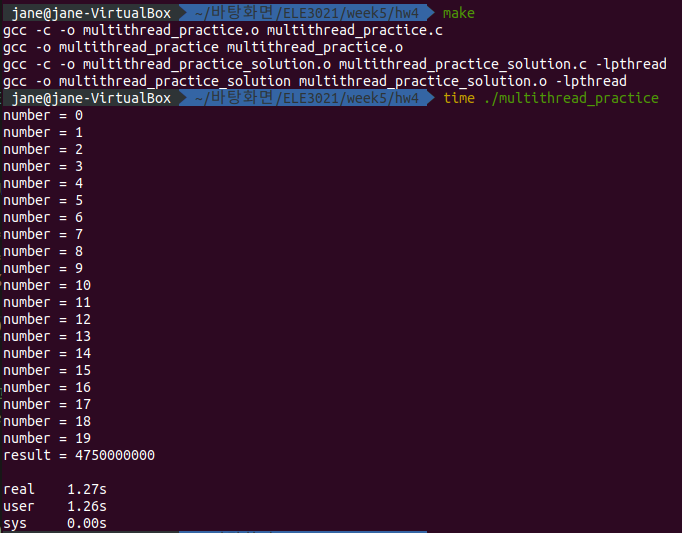 jane@jane-VirtualBox ~/바탕화면/ELE3021/week5/hw4 make
gcc -c -o multithread_practice.o multithread_practice.c
gcc -o multithread_practice multithread_practice.o
gcc -c -o multithread_practice_solution.o multithread_practice_solution.c -lpthread
gcc -o multithread_practice_solution multithread_practice_solution.o -lpthread
jane@jane-VirtualBox ~/바탕화면/ELE3021/week5/hw4 time ./multithread_practice
number = 0
number = 1
number = 2
number = 3
number = 4
number = 5
number = 6
number = 7
number = 8
number = 9
number = 10
number = 11
number = 12
number = 13
number = 14
number = 15
number = 16
number = 17
number = 18
number = 19
result = 4750000000
real 1.27s
user 1.26s
sys 0.00s